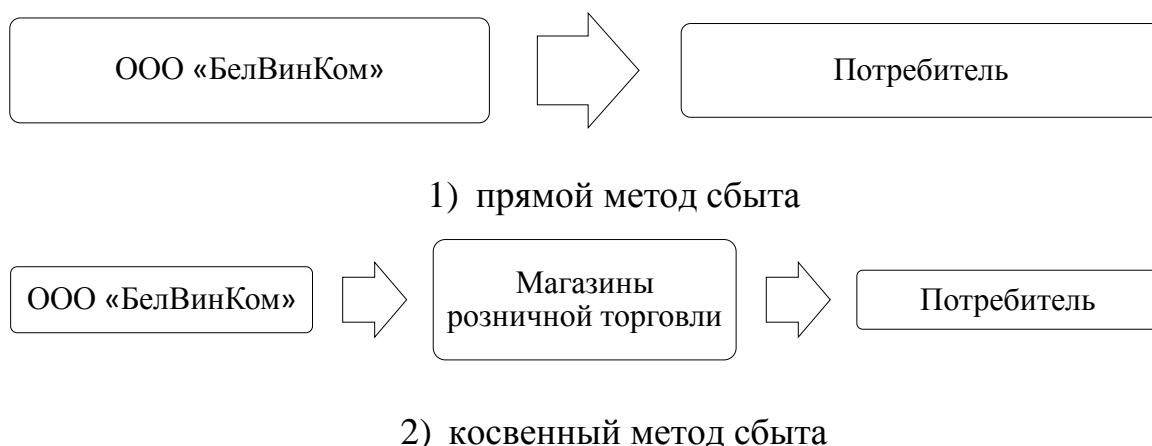 ООО «БелВинКом»
Потребитель
1) прямой метод сбыта
ООО «БелВинКом»
Магазины
розничной торговли
Потребитель
2) косвенный метод сбыта